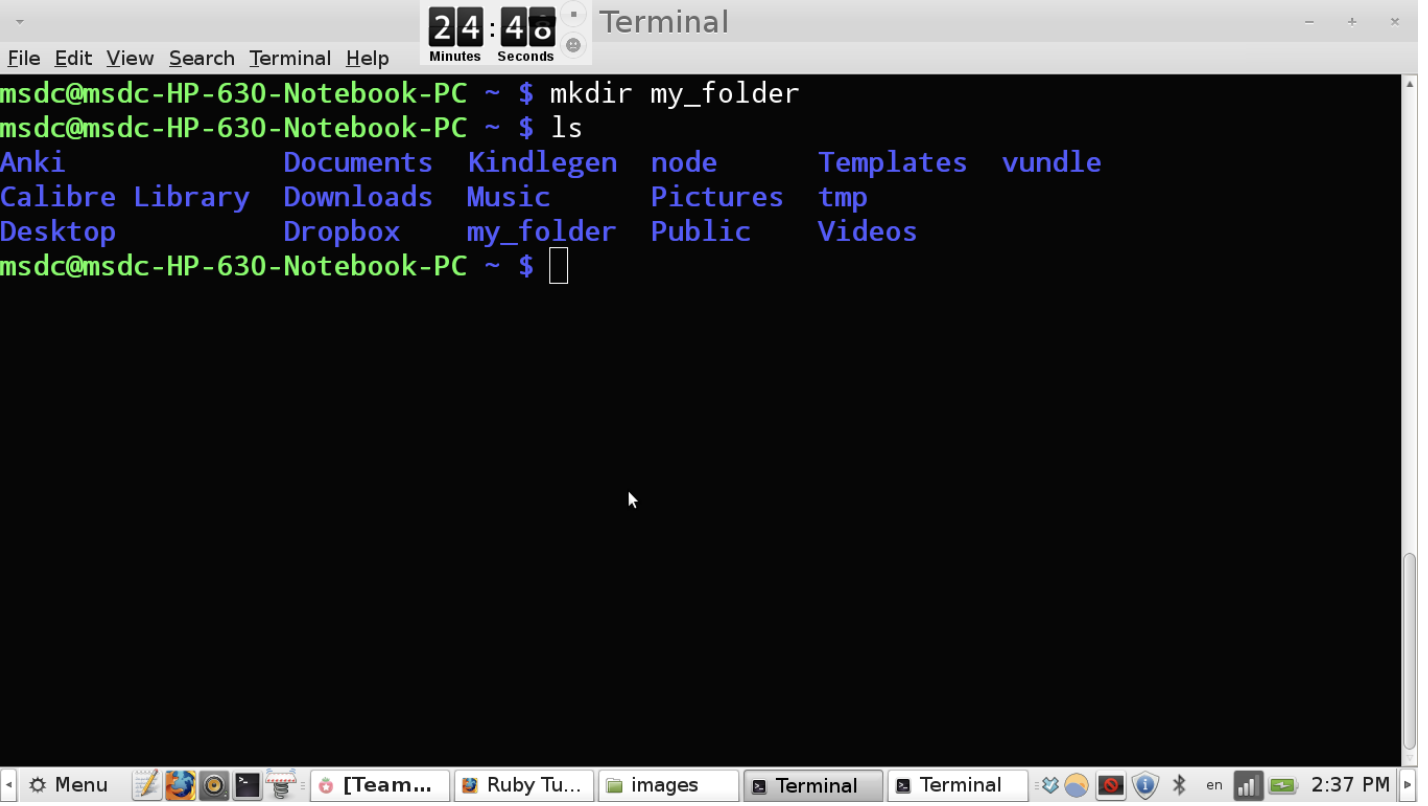 24:48 Terminal
Minutes Seconds
File Edit View Search Terminal Help
msdc@msdc-HP-630-Notebook-PC ~ $ mkdir my_folder
msdc@msdc-HP-630-Notebook-PC ~ $ ls
Anki Documents Kindlegen node Templates vundle
Calibre Library Downloads Music Pictures tmp
Desktop Dropbox my_folder Public Videos
msdc@msdc-HP-630-Notebook-PC ~ $
Menu [Team... Ruby Tu... images Terminal Terminal en 2:37 PM